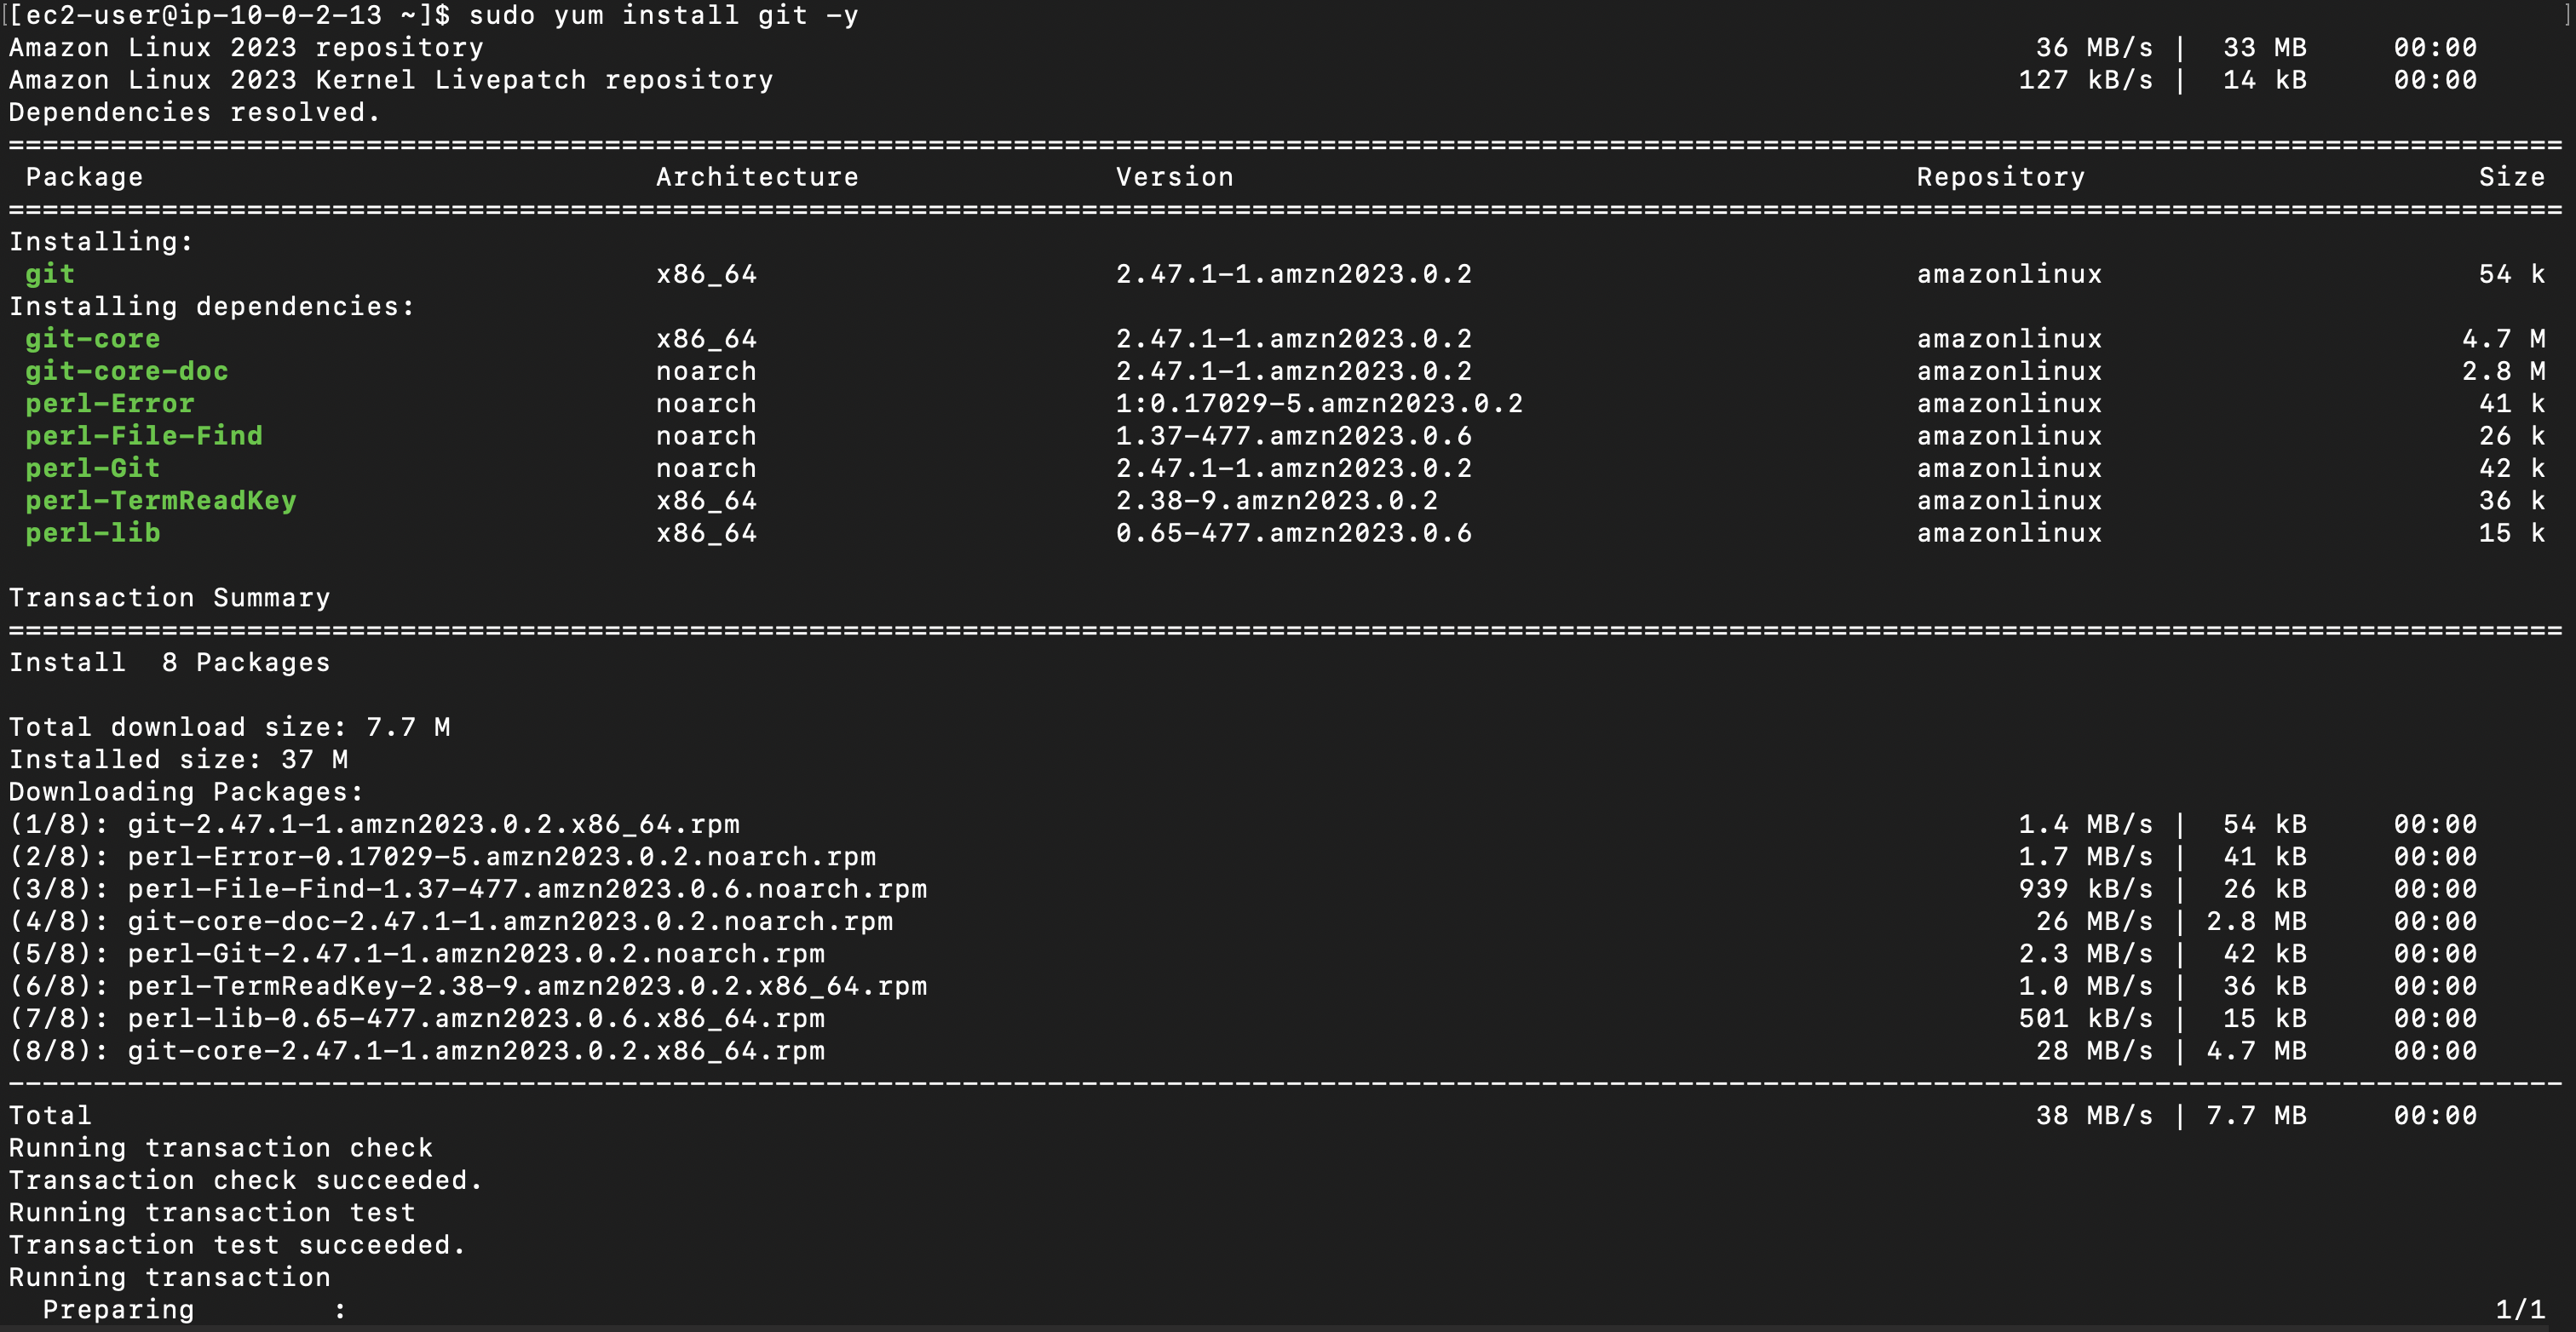 [[ec2-user@ip-10-0-2-13 ~]$ sudo yum install git -y ]
Amazon Linux 2023 repository 36 MB/s | 33 MB 00:00
Amazon Linux 2023 Kernel Livepatch repository 127 kB/s | 14 kB 00:00
Dependencies resolved.
================================================================================
Package Architecture Version Repository Size
================================================================================
Installing:
git x86_64 2.47.1-1.amzn2023.0.2 amazonlinux 54 k
Installing dependencies:
git-core x86_64 2.47.1-1.amzn2023.0.2 amazonlinux 4.7 M
git-core-doc noarch 2.47.1-1.amzn2023.0.2 amazonlinux 2.8 M
perl-Error noarch 1:0.17029-5.amzn2023.0.2 amazonlinux 41 k
perl-File-Find noarch 1.37-477.amzn2023.0.6 amazonlinux 26 k
perl-Git noarch 2.47.1-1.amzn2023.0.2 amazonlinux 42 k
perl-TermReadKey x86_64 2.38-9.amzn2023.0.2 amazonlinux 36 k
perl-lib x86_64 0.65-477.amzn2023.0.6 amazonlinux 15 k
Transaction Summary
================================================================================
Install 8 Packages
Total download size: 7.7 M
Installed size: 37 M
Downloading Packages:
(1/8): git-2.47.1-1.amzn2023.0.2.x86_64.rpm 1.4 MB/s | 54 kB 00:00
(2/8): perl-Error-0.17029-5.amzn2023.0.2.noarch.rpm 1.7 MB/s | 41 kB 00:00
(3/8): perl-File-Find-1.37-477.amzn2023.0.6.noarch.rpm 939 kB/s | 26 kB 00:00
(4/8): git-core-doc-2.47.1-1.amzn2023.0.2.noarch.rpm 26 MB/s | 2.8 MB 00:00
(5/8): perl-Git-2.47.1-1.amzn2023.0.2.noarch.rpm 2.3 MB/s | 42 kB 00:00
(6/8): perl-TermReadKey-2.38-9.amzn2023.0.2.x86_64.rpm 1.0 MB/s | 36 kB 00:00
(7/8): perl-lib-0.65-477.amzn2023.0.6.x86_64.rpm 501 kB/s | 15 kB 00:00
(8/8): git-core-2.47.1-1.amzn2023.0.2.x86_64.rpm 28 MB/s | 4.7 MB 00:00
--------------------------------------------------------------------------------
Total 38 MB/s | 7.7 MB 00:00
Running transaction check
Transaction check succeeded.
Running transaction test
Transaction test succeeded.
Running transaction
Preparing : 1/1